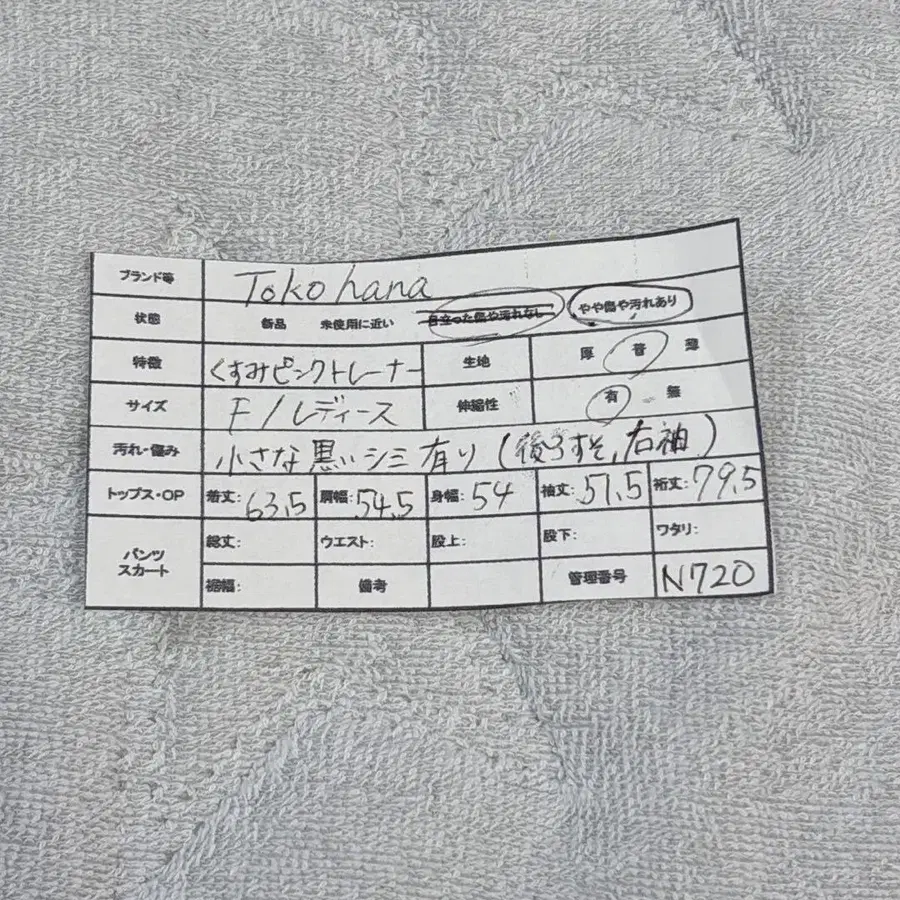 ブランド等 Tokohana
状態 新品 未使用に近い 目立った傷や汚れなし やや傷や汚れあり
特徴 くすみピンクトレーナー 生地 厚 普 薄
サイズ F/レディース 伸縮性 有 無
汚れ・傷み 小さな黒いシミ有り(後ろすそ,右袖)
トップス・OP 着丈:63.5 肩幅:54.5 身幅:54 袖丈:51.5 裄丈:79.5
パンツ スカート 総丈: ウエスト: 股上: 股下: ワタリ:
裾幅: 備考 管理番号 N720